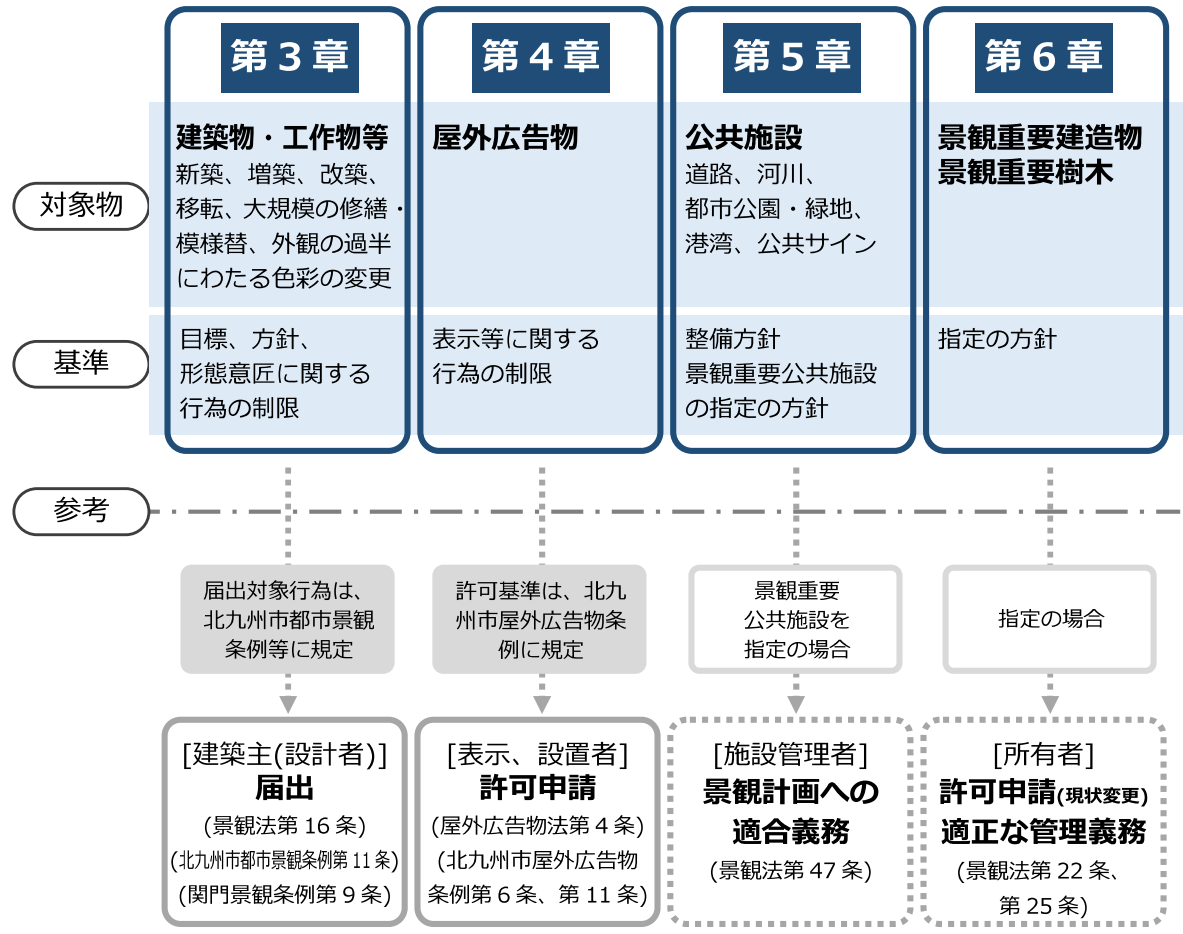 第3章
第4章
第5章
第6章
対象物
建築物・工作物等
新築、増築、改築、
移転、大規模の修繕・
模様替、外観の過半
にわたる色彩の変更
屋外広告物
公共施設
道路、河川、
都市公園・緑地、
港湾、公共サイン
景観重要建造物
景観重要樹木
基準
目標、方針、
形態意匠に関する
行為の制限
表示等に関する
行為の制限
整備方針
景観重要公共施設
の指定の方針
指定の方針
参考
届出対象行為は、
北九州市都市景観
条例等に規定
許可基準は、北九
州市屋外広告物条
例に規定
景観重要
公共施設を
指定の場合
指定の場合
[建築主(設計者)]
届出
(景観法第 16 条)
(北九州市都市景観条例第 11 条)
(関門景観条例第 9 条)
[表示、設置者]
許可申請
(屋外広告物法第 4 条)
(北九州市屋外広告物
条例第 6 条、第 11 条)
[施設管理者]
景観計画への
適合義務
(景観法第 47 条)
[所有者]
許可申請(現状変更)
適正な管理義務
(景観法第 22 条、
第 25 条)